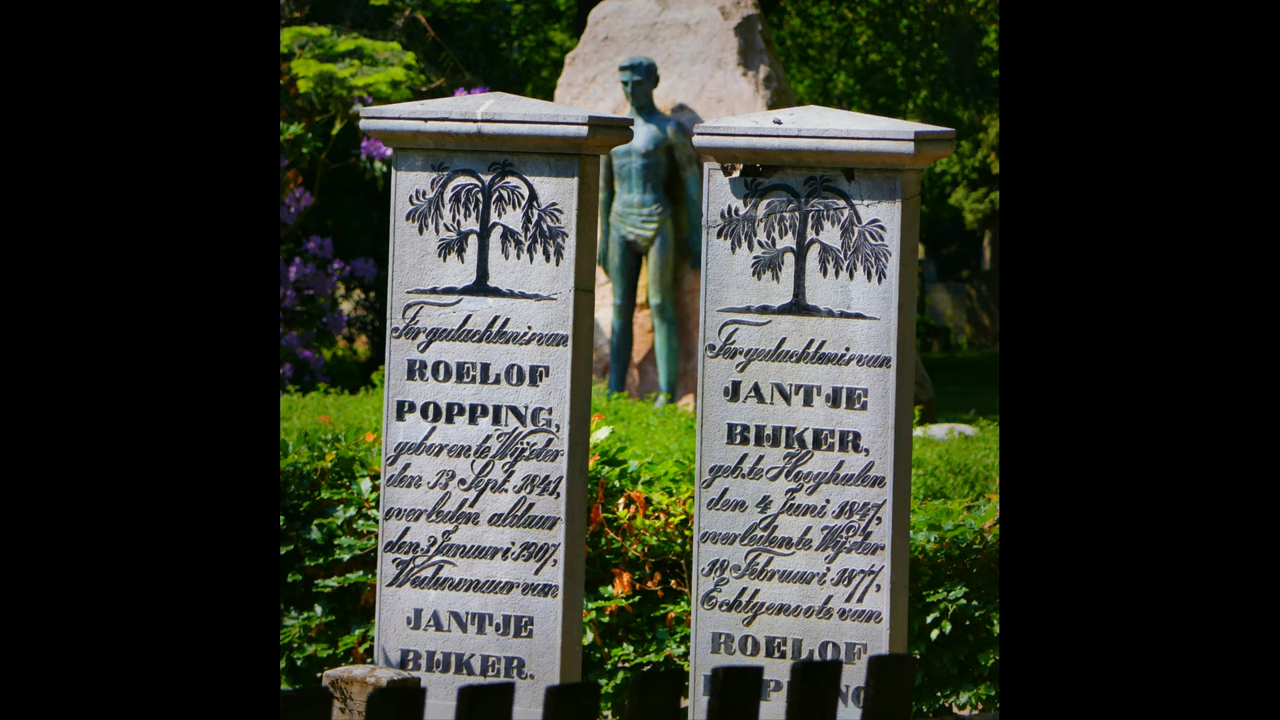 Ter gedachtenis van
ROELOF
POPPING,
geboren te Wijster
den 13 Sept. 1841,
overleden aldaar
den 3 Januari 1907,
Weduwnaar van
JANTJE
BIJKER.
Ter gedachtenis van
JANTJE
BIJKER,
geb. te Hooghalen
den 4 Juni 1847,
overleden te Wijster
18 Februari 1877,
Echtgenoote van
ROELOF
POPPING